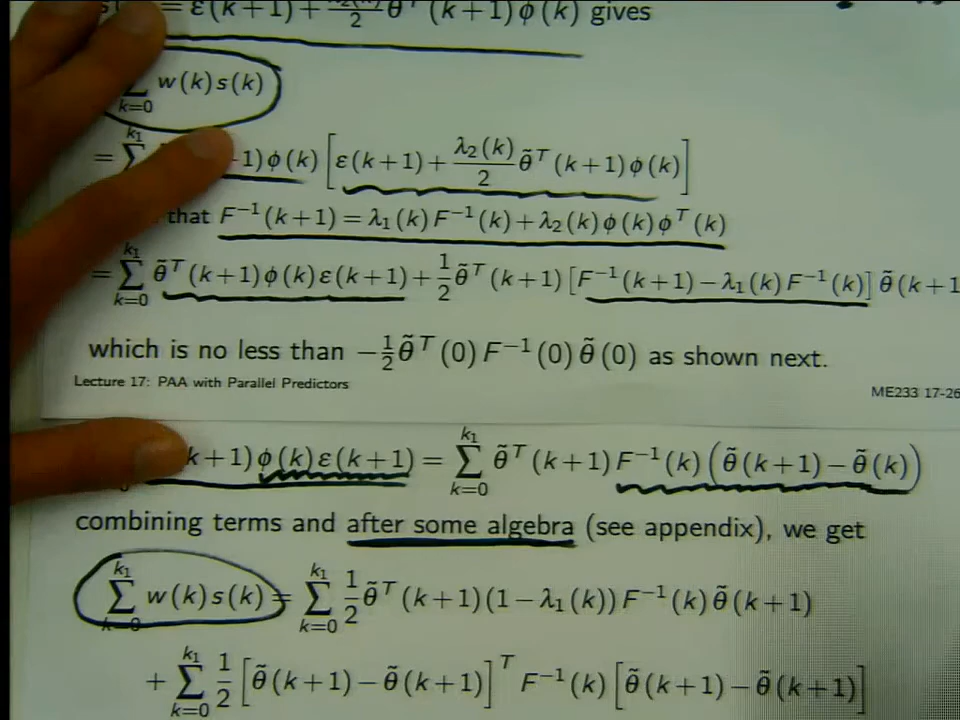 = ε(k+1) + λ₂(k)/2 θ̃ᵀ(k+1)φ(k) gives
∑_{k=0} w(k)s(k)
= ∑^{k₁} -1)φ(k) [ε(k+1) + λ₂(k)/2 θ̃ᵀ(k+1)φ(k)]
that F⁻¹(k+1) = λ₁(k)F⁻¹(k) + λ₂(k)φ(k)φᵀ(k)
= ∑_{k=0}^{k₁} θ̃ᵀ(k+1)φ(k)ε(k+1) + 1/2 θ̃ᵀ(k+1) [F⁻¹(k+1) − λ₁(k)F⁻¹(k)] θ̃(k+1
which is no less than −½θ̃ᵀ(0)F⁻¹(0)θ̃(0) as shown next.
Lecture 17: PAA with Parallel Predictors
ME233 17-26
k+1)φ(k)ε(k+1) = ∑_{k=0}^{k₁} θ̃ᵀ(k+1)F⁻¹(k)(θ̃(k+1) − θ̃(k))
combining terms and after some algebra (see appendix), we get
∑_{k=0}^{k₁} w(k)s(k) = ∑_{k=0}^{k₁} 1/2 θ̃ᵀ(k+1)(1 − λ₁(k))F⁻¹(k)θ̃(k+1)
+ ∑_{k=0}^{k₁} 1/2 [θ̃(k+1) − θ̃(k+1)]ᵀ F⁻¹(k) [θ̃(k+1) − θ̃(k+1)]